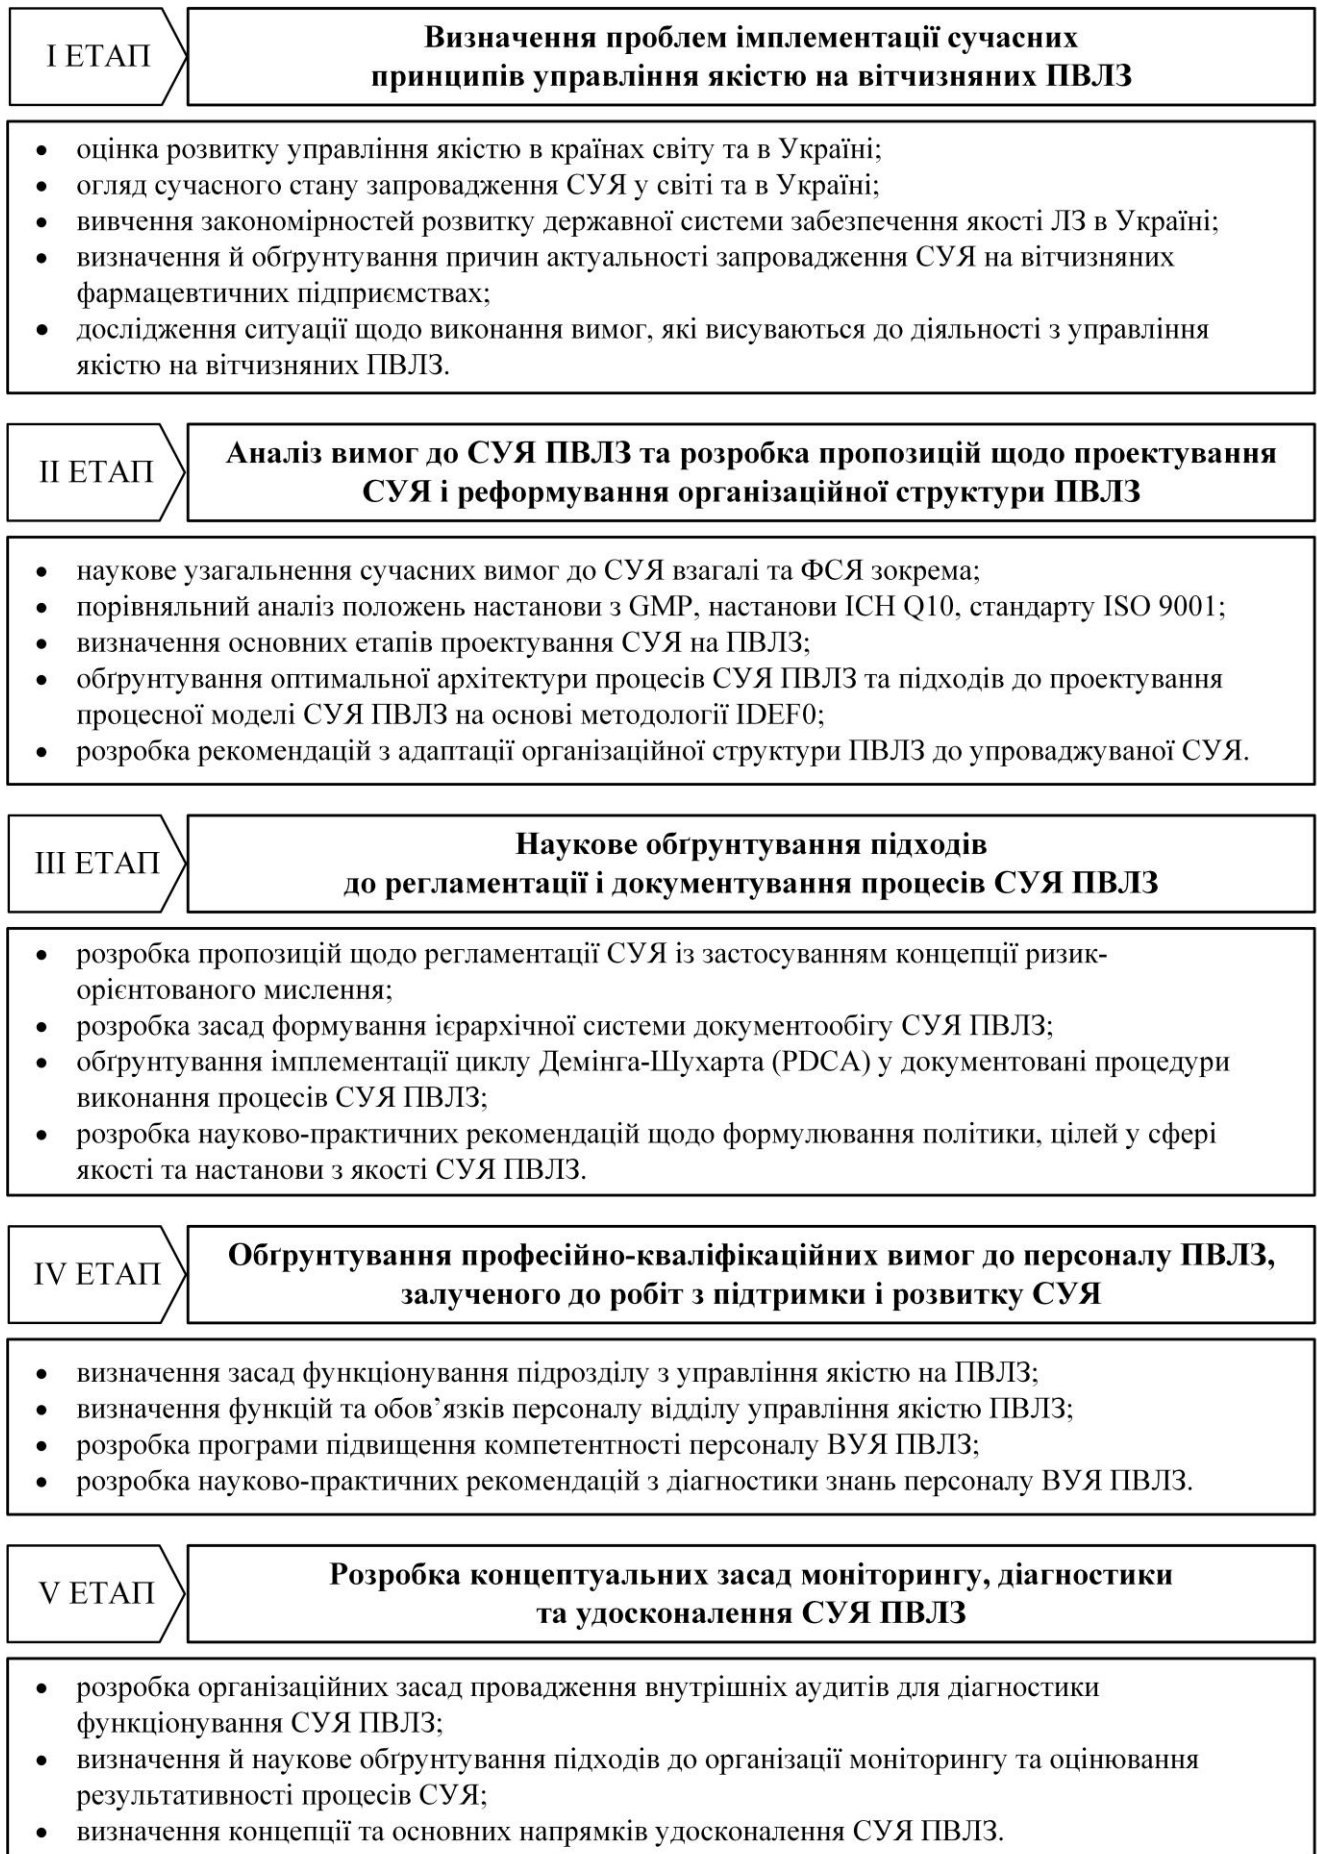 І ЕТАП
Визначення проблем імплементації сучасних
принципів управління якістю на вітчизняних ПВЛЗ
• оцінка розвитку управління якістю в країнах світу та в Україні;
• огляд сучасного стану запровадження СУЯ у світі та в Україні;
• вивчення закономірностей розвитку державної системи забезпечення якості ЛЗ в Україні;
• визначення й обґрунтування причин актуальності запровадження СУЯ на вітчизняних
фармацевтичних підприємствах;
• дослідження ситуації щодо виконання вимог, які висуваються до діяльності з управління
якістю на вітчизняних ПВЛЗ.
ІІ ЕТАП
Аналіз вимог до СУЯ ПВЛЗ та розробка пропозицій щодо проектування
СУЯ і реформування організаційної структури ПВЛЗ
• наукове узагальнення сучасних вимог до СУЯ взагалі та ФСЯ зокрема;
• порівняльний аналіз положень настанови з GMP, настанови ICH Q10, стандарту ISO 9001;
• визначення основних етапів проектування СУЯ на ПВЛЗ;
• обґрунтування оптимальної архітектури процесів СУЯ ПВЛЗ та підходів до проектування
процесної моделі СУЯ ПВЛЗ на основі методології IDEF0;
• розробка рекомендацій з адаптації організаційної структури ПВЛЗ до упроваджуваної СУЯ.
ІІІ ЕТАП
Наукове обґрунтування підходів
до регламентації і документування процесів СУЯ ПВЛЗ
• розробка пропозицій щодо регламентації СУЯ із застосуванням концепції ризик-
орієнтованого мислення;
• розробка засад формування ієрархічної системи документообігу СУЯ ПВЛЗ;
• обґрунтування імплементації циклу Демінга-Шухарта (PDCA) у документовані процедури
виконання процесів СУЯ ПВЛЗ;
• розробка науково-практичних рекомендацій щодо формулювання політики, цілей у сфері
якості та настанови з якості СУЯ ПВЛЗ.
IV ЕТАП
Обґрунтування професійно-кваліфікаційних вимог до персоналу ПВЛЗ,
залученого до робіт з підтримки і розвитку СУЯ
• визначення засад функціонування підрозділу з управління якістю на ПВЛЗ;
• визначення функцій та обов’язків персоналу відділу управління якістю ПВЛЗ;
• розробка програми підвищення компетентності персоналу ВУЯ ПВЛЗ;
• розробка науково-практичних рекомендацій з діагностики знань персоналу ВУЯ ПВЛЗ.
V ЕТАП
Розробка концептуальних засад моніторингу, діагностики
та удосконалення СУЯ ПВЛЗ
• розробка організаційних засад провадження внутрішніх аудитів для діагностики
функціонування СУЯ ПВЛЗ;
• визначення й наукове обґрунтування підходів до організації моніторингу та оцінювання
результативності процесів СУЯ;
• визначення концепції та основних напрямків удосконалення СУЯ ПВЛЗ.